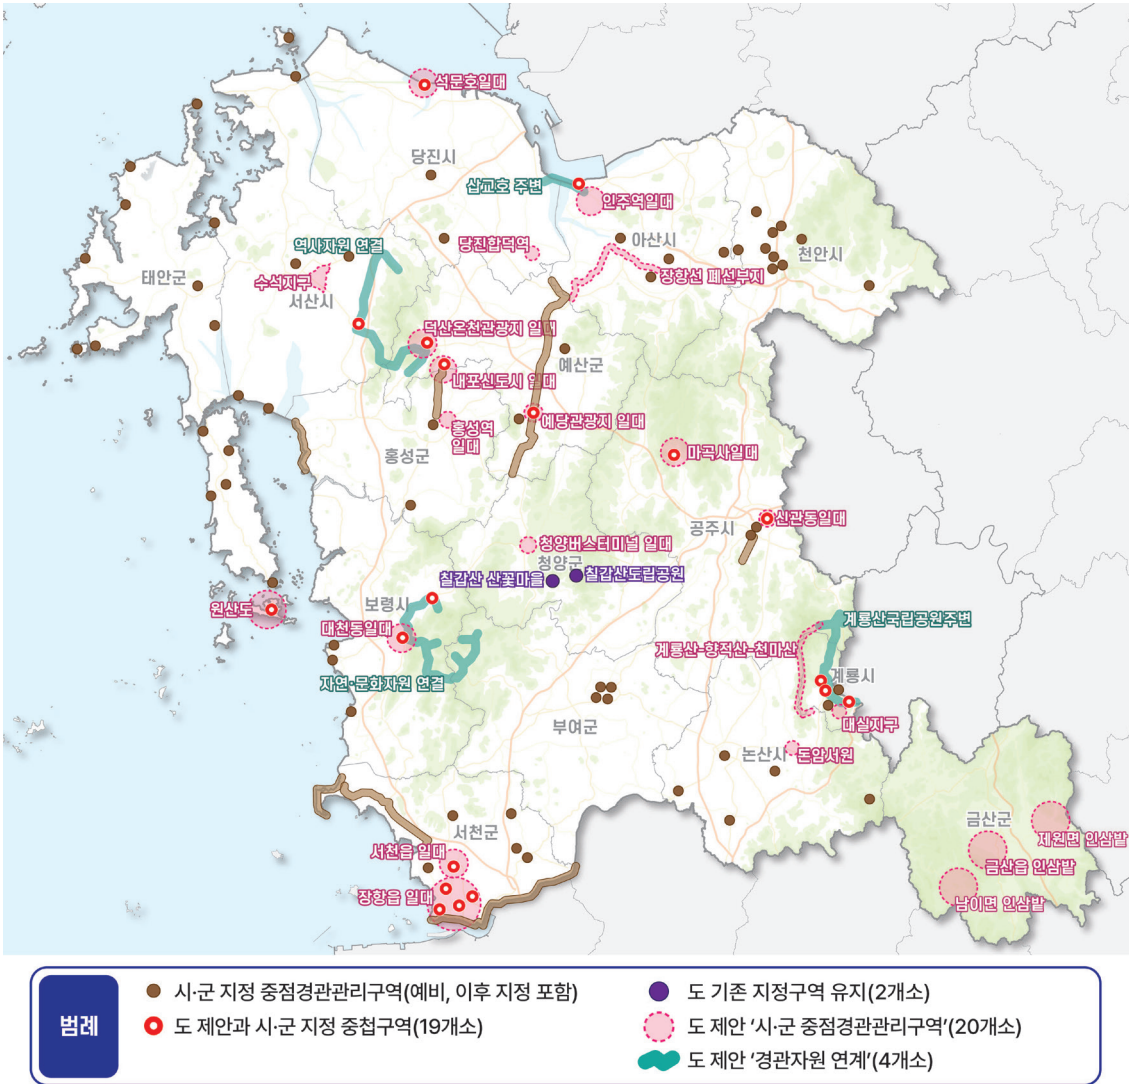 석문호일대
당진시
삽교호 주변
인주역일대
역사자원 연결
당진합덕역
아산시
천안시
태안군
수석지구
서산시
장항선 폐선부지
덕산온천관광지 일대
예산군
내포신도시 일대
홍성역
일대
예당관광지 일대
홍성군
마곡사일대
공주시
신관동일대
청양버스터미널 일대
청양군
칠갑산 산꽃마을
칠갑산도립공원
원산도
보령시
대천동일대
계룡산국립공원주변
계룡산-향적산-천마산
자연·문화자원 연결
계룡시
대실지구
부여군
논산시
돈암서원
서천군
금산군
제원면 인삼밭
서천읍 일대
금산읍 인삼밭
장항읍 일대
남이면 인삼밭
범례
시·군 지정 중점경관관리구역(예비, 이후 지정 포함)
도 제안과 시·군 지정 중첩구역(19개소)
도 기존 지정구역 유지(2개소)
도 제안 '시·군 중점경관관리구역'(20개소)
도 제안 '경관자원 연계'(4개소)